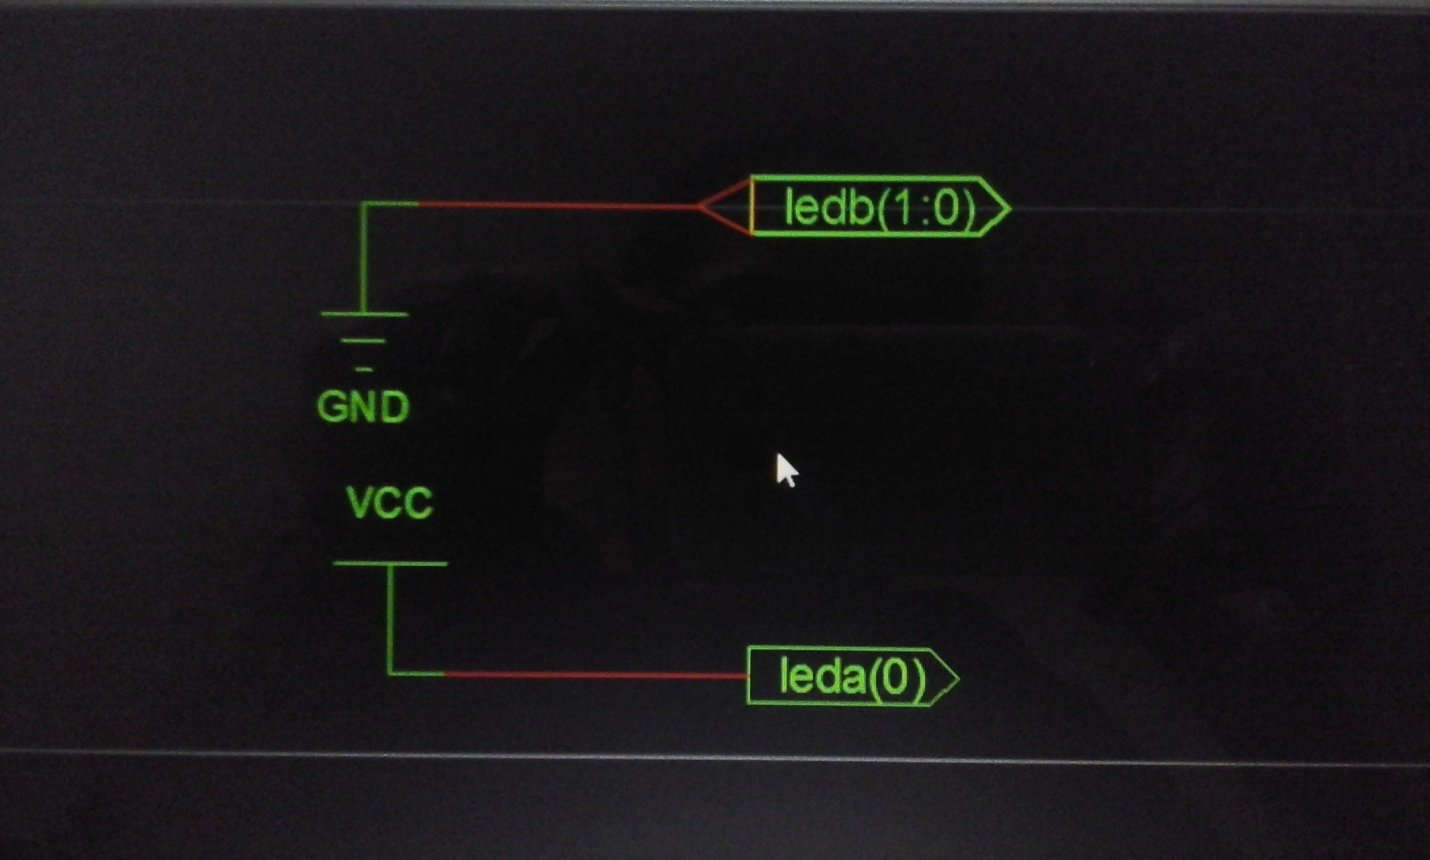 ledb(1:0)
GND
VCC
leda(0)